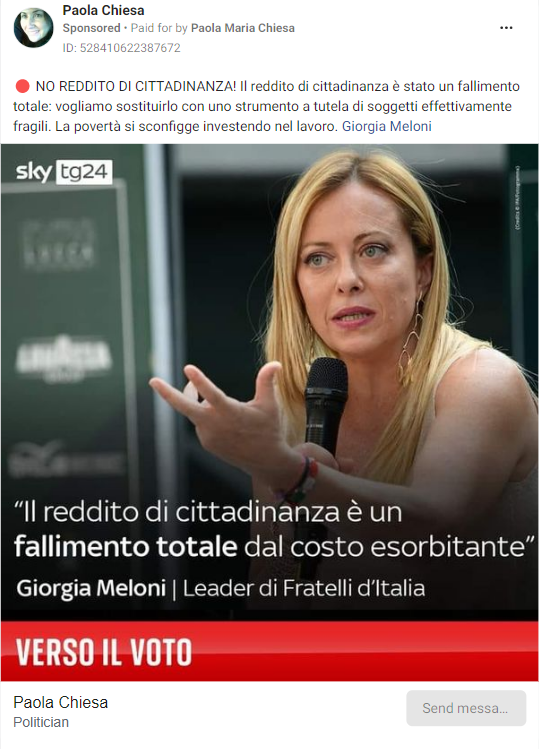 Paola Chiesa
Sponsored • Paid for by Paola Maria Chiesa
ID: 528410622387672
🔴 NO REDDITO DI CITTADINANZA! Il reddito di cittadinanza è stato un fallimento
totale: vogliamo sostituirlo con uno strumento a tutela di soggetti effettivamente
fragili. La povertà si sconfigge investendo nel lavoro. Giorgia Meloni
sky tg24
LAVAZZA
“Il reddito di cittadinanza è un
fallimento totale dal costo esorbitante”
Giorgia Meloni | Leader di Fratelli d’Italia
VERSO IL VOTO
Paola Chiesa
Politician
Send messa...